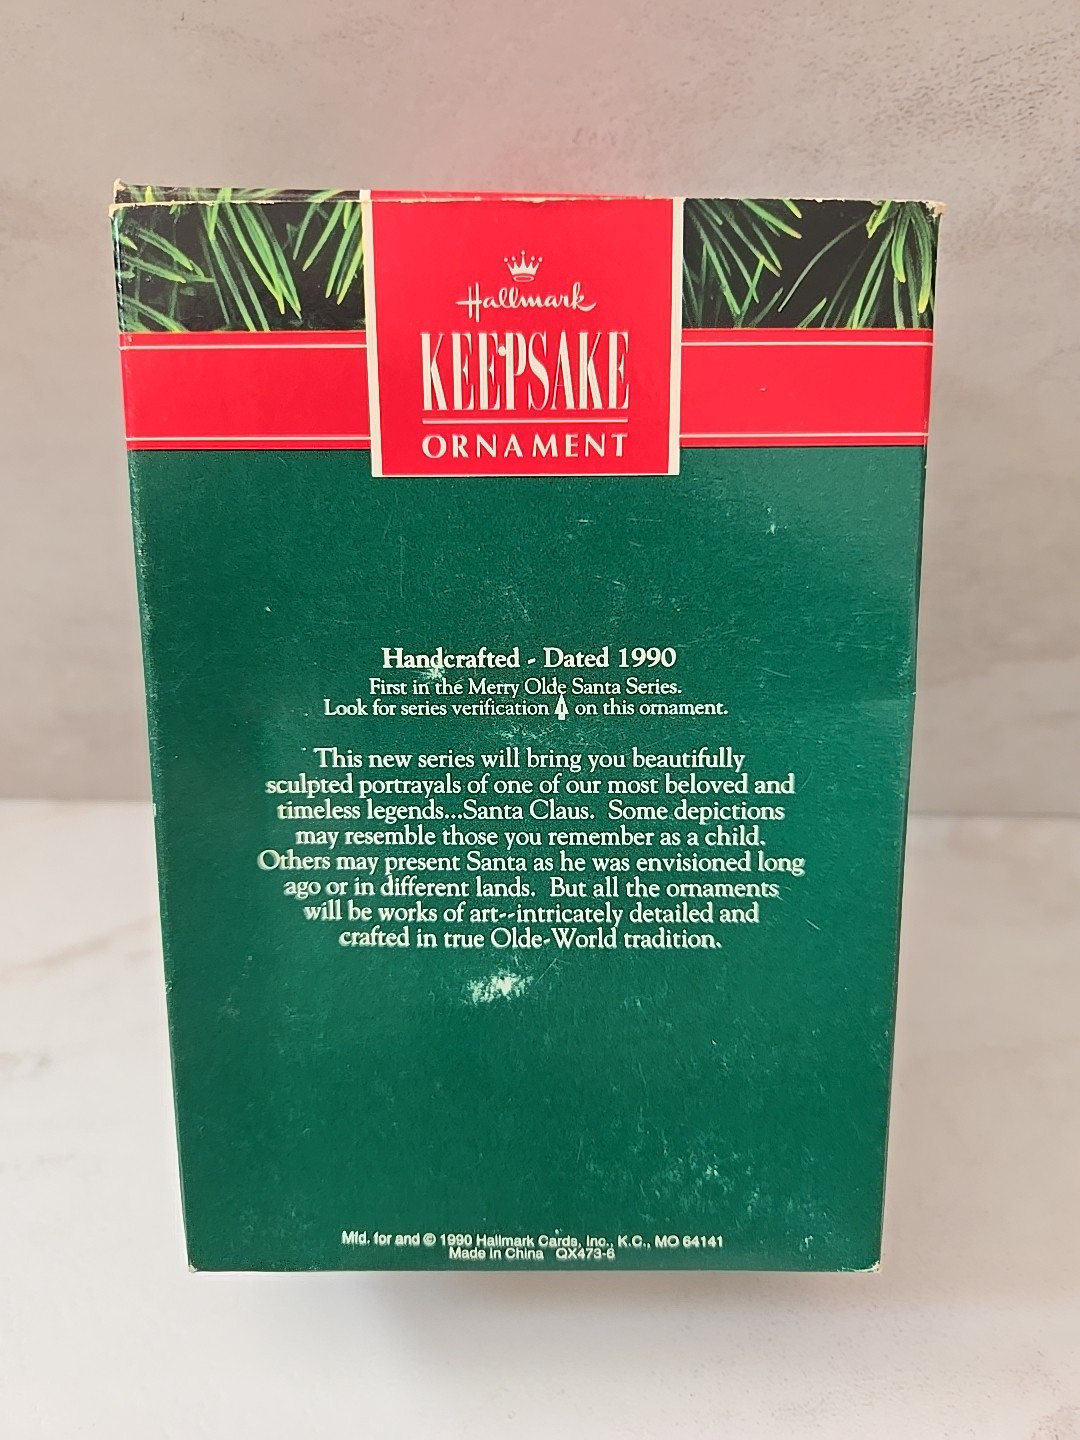 Hallmark
KEEPSAKE
ORNAMENT
Handcrafted - Dated 1990
First in the Merry Olde Santa Series.
Look for series verification on this ornament.
This new series will bring you beautifully
sculpted portrayals of one of our most beloved and
timeless legends...Santa Claus. Some depictions
may resemble those you remember as a child.
Others may present Santa as he was envisioned long
ago or in different lands. But all the ornaments
will be works of art--intricately detailed and
crafted in true Olde-World tradition.
Mfd. for and © 1990 Hallmark Cards, Inc., K.C., MO 64141
Made in China QX473-6